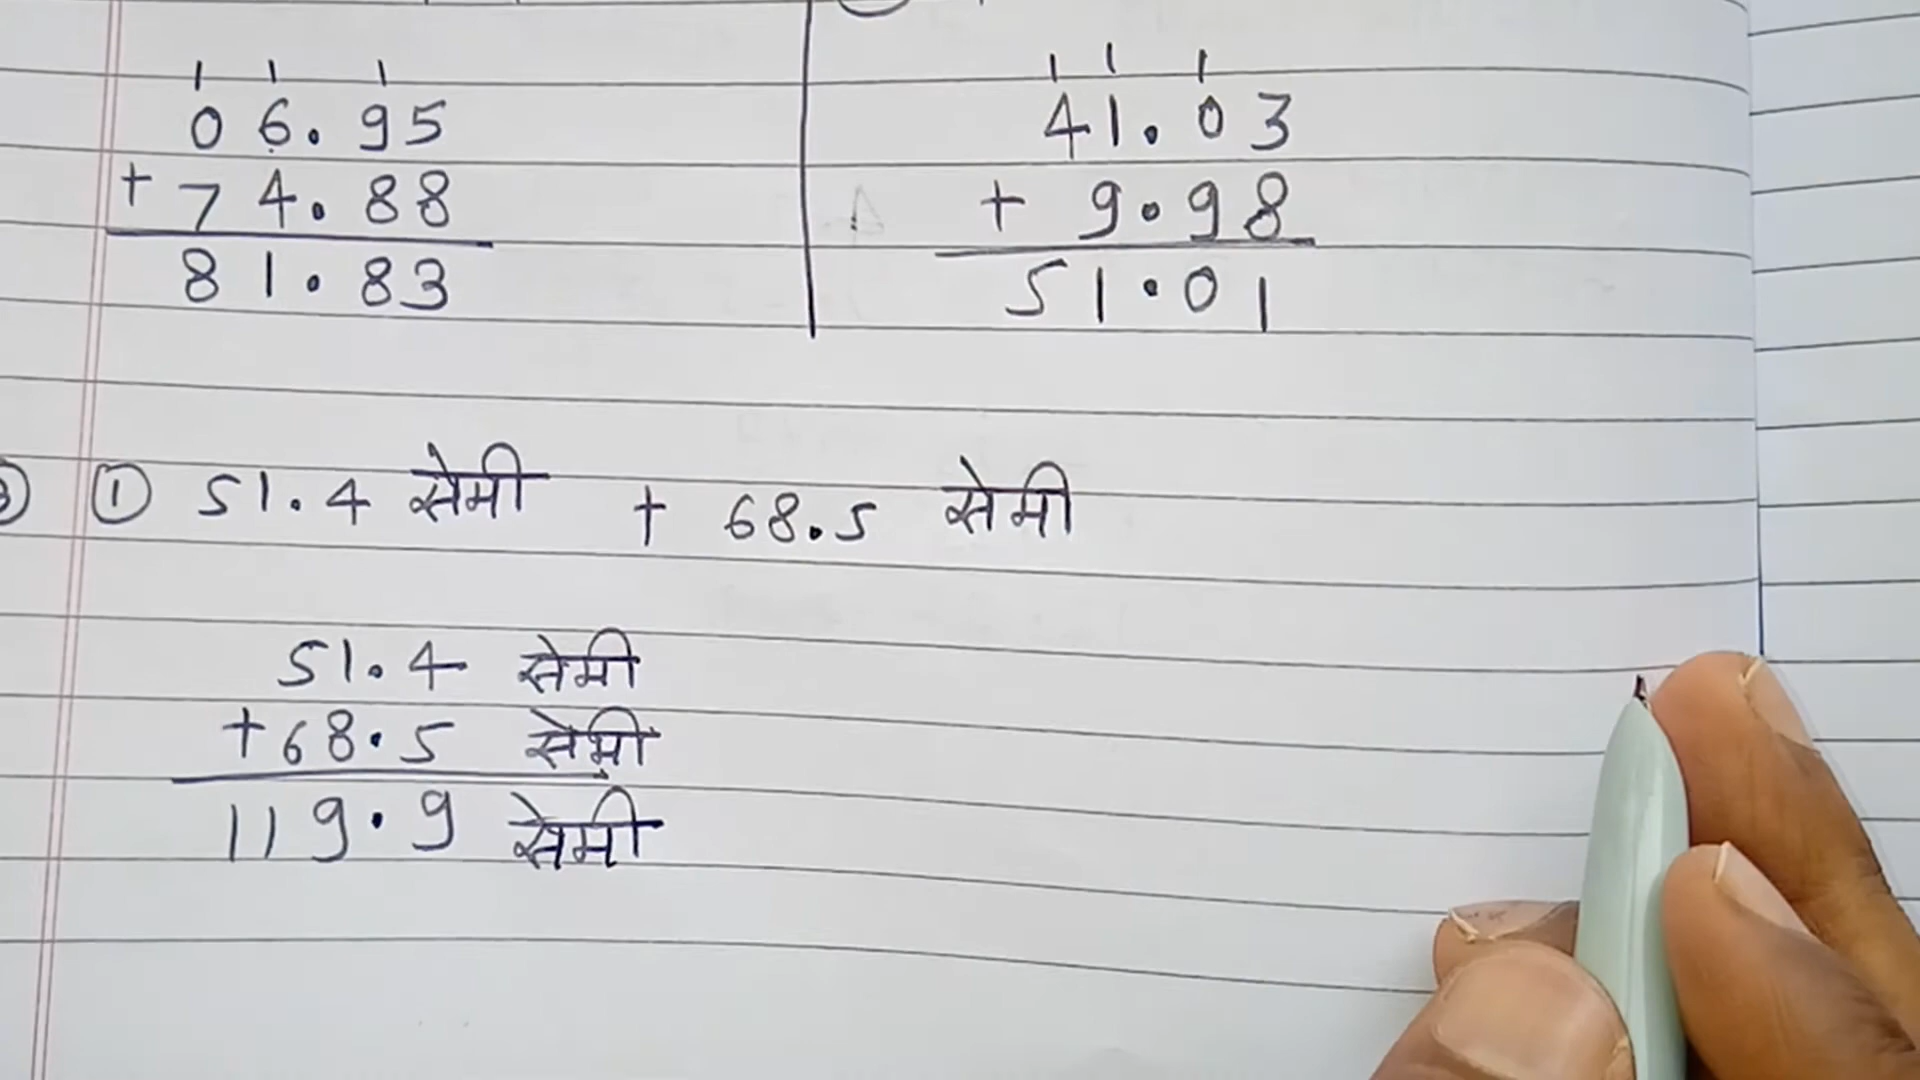 1 1 1
06.95
+ 74.88
81.83
1 1 1
41.03
+ 9.98
51.01
① 51.4 सेमी + 68.5 सेमी
51.4 सेमी
+68.5 सेमी
119.9 सेमी